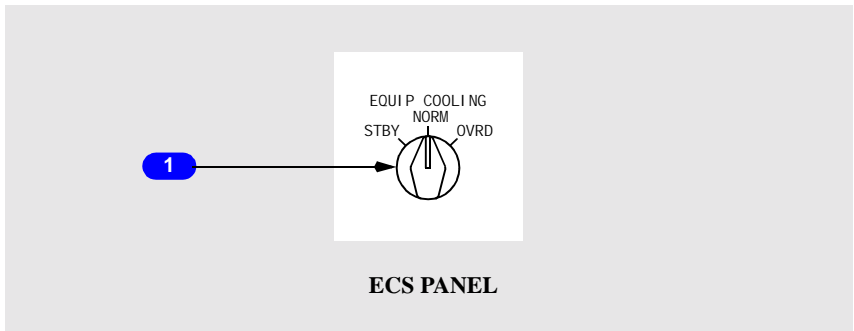 EQUIP COOLING
NORM
STBY OVRD
1
ECS PANEL